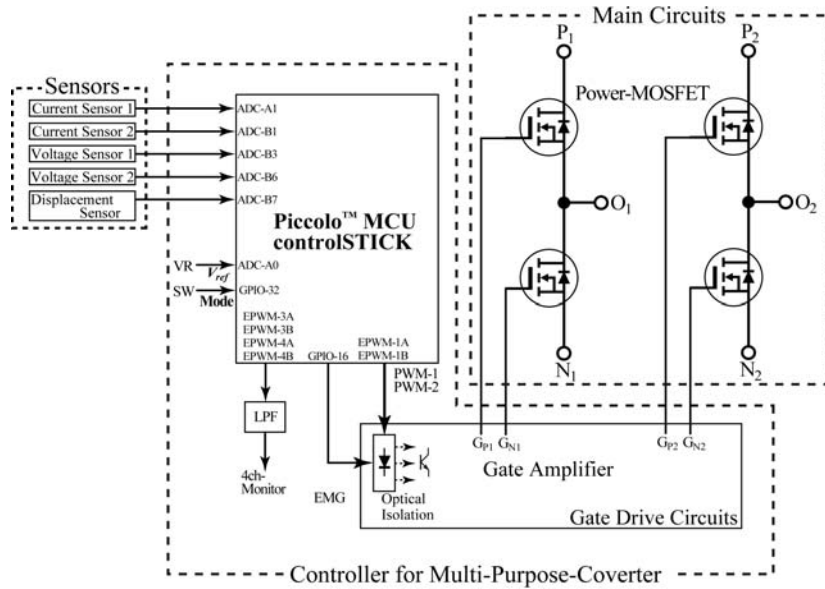 Main Circuits
P1
P2
Power-MOSFET
O1
O2
N1
N2
Sensors
Current Sensor 1
Current Sensor 2
Voltage Sensor 1
Voltage Sensor 2
Displacement
Sensor
ADC-A1
ADC-B1
ADC-B3
ADC-B6
ADC-B7
Piccolo™ MCU
controlSTICK
VR
Vref
ADC-A0
SW
Mode
GPIO-32
EPWM-3A
EPWM-3B
EPWM-4A
EPWM-4B
GPIO-16
EPWM-1A
EPWM-1B
PWM-1
PWM-2
LPF
4ch-
Monitor
EMG
Optical
Isolation
GP1
GN1
GP2
GN2
Gate Amplifier
Gate Drive Circuits
Controller for Multi-Purpose-Coverter